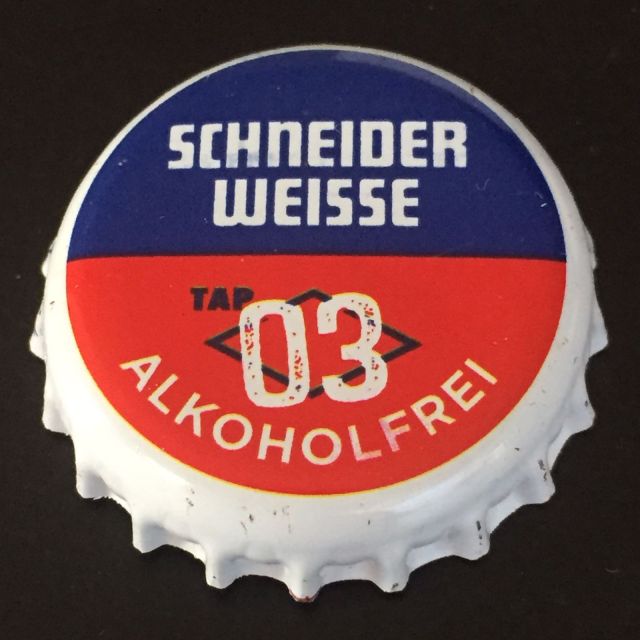 SCHNEIDER
WEISSE
TAP
03
ALKOHOLFREI